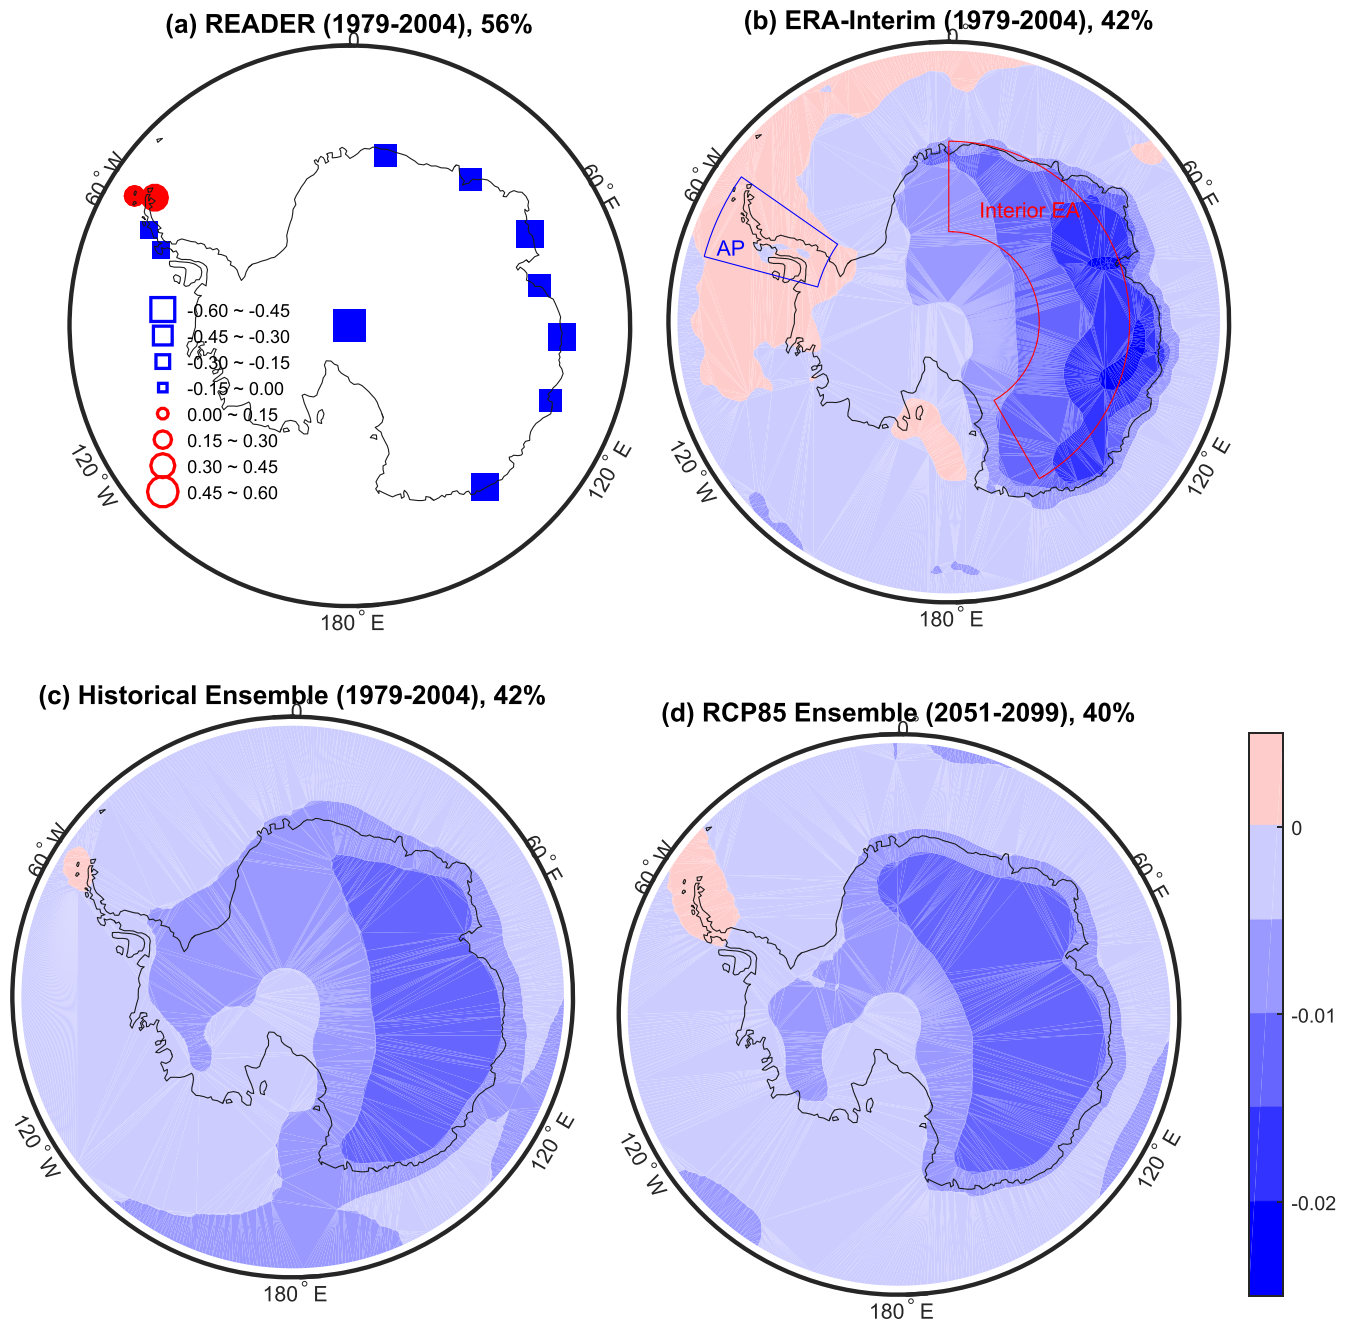 (a) READER (1979-2004), 56%
0°
60° W
60° E
-0.60 ~ -0.45
-0.45 ~ -0.30
-0.30 ~ -0.15
-0.15 ~ 0.00
0.00 ~ 0.15
0.15 ~ 0.30
0.30 ~ 0.45
0.45 ~ 0.60
120° W
120° E
180° E
(b) ERA-Interim (1979-2004), 42%
0°
60° W
60° E
Interior EA
AP
120° W
120° E
180° E
(c) Historical Ensemble (1979-2004), 42%
0°
60° W
60° E
120° W
120° E
180° E
(d) RCP85 Ensemble (2051-2099), 40%
0°
60° W
60° E
120° W
120° E
180° E
0
-0.01
-0.02